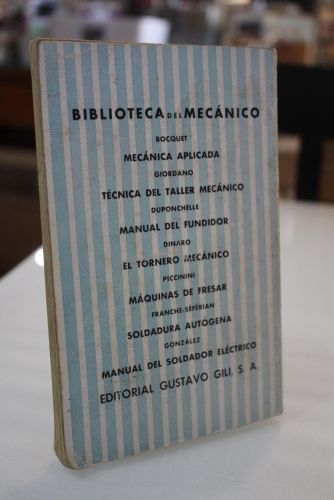 BIBLIOTECA DEL MECÁNICO
BOCQUET
MECÁNICA APLICADA
GIORDANO
TÉCNICA DEL TALLER MECÁNICO
DUPONCHELLE
MANUAL DEL FUNDIDOR
DINARO
EL TORNERO MECÁNICO
PICCININI
MÁQUINAS DE FRESAR
FRANCHE-SÉFÉRIAN
SOLDADURA AUTÓGENA
GONZÁLEZ
MANUAL DEL SOLDADOR ELÉCTRICO
EDITORIAL GUSTAVO GILI, S. A.